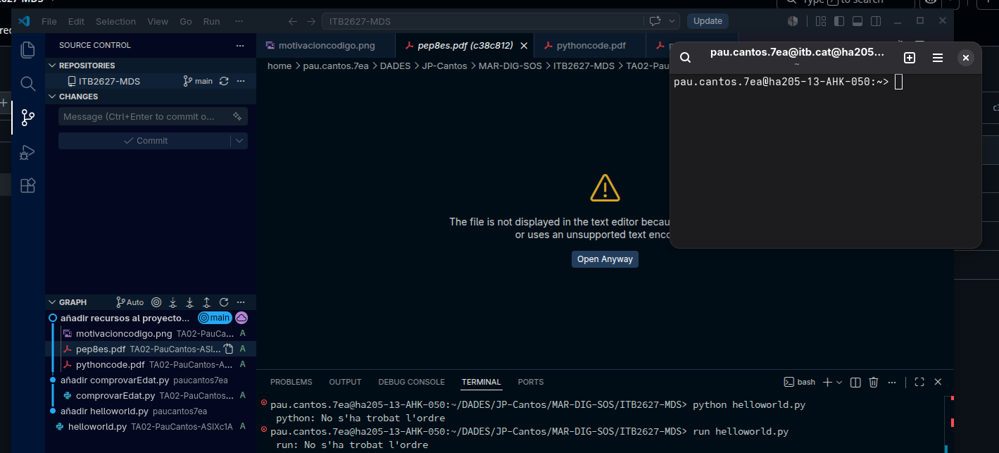 Type / to search
File Edit Selection View Go Run ···
ITB2627-MDS
Update
SOURCE CONTROL
REPOSITORIES
ITB2627-MDS main
CHANGES
Message (Ctrl+Enter to commit o...
Commit
motivacioncodigo.png
pep8es.pdf (c38c812)
pythoncode.pdf
home > pau.cantos.7ea > DADES > JP-Cantos > MAR-DIG-SOS > ITB2627-MDS > TA02-Pau
pau.cantos.7ea@itb.cat@ha205...
~
pau.cantos.7ea@ha205-13-AHK-050:~>
The file is not displayed in the text editor
or uses an unsupported text
Open Anyway
GRAPH Auto
añadir recursos al proyecto... main
motivacioncodigo.png TA02-PauCa... A
pep8es.pdf TA02-PauCantos-ASI... A
pythoncode.pdf TA02-PauCantos-A... A
añadir comprovarEdat.py paucantos7ea
comprovarEdat.py TA02-PauCantos... A
añadir helloworld.py paucantos7ea
helloworld.py TA02-PauCantos-ASIXc1A A
PROBLEMS OUTPUT DEBUG CONSOLE TERMINAL PORTS
bash
pau.cantos.7ea@ha205-13-AHK-050:~/DADES/JP-Cantos/MAR-DIG-SOS/ITB2627-MDS> python helloworld.py
python: No s'ha trobat l'ordre
pau.cantos.7ea@ha205-13-AHK-050:~/DADES/JP-Cantos/MAR-DIG-SOS/ITB2627-MDS> run helloworld.py
run: No s'ha trobat l'ordre